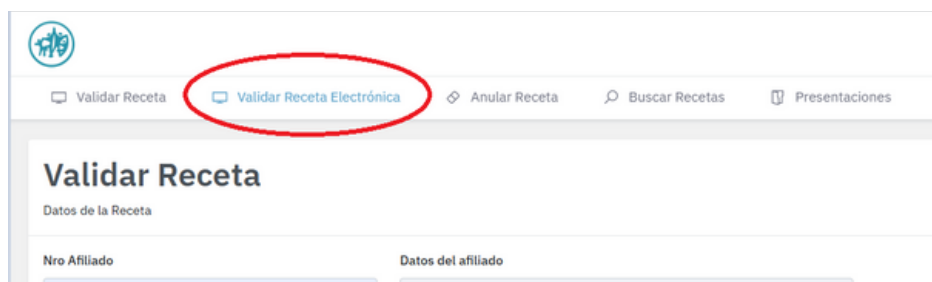 Validar Receta Validar Receta Electrónica Anular Receta Buscar Recetas Presentaciones
Validar Receta
Datos de la Receta
Nro Afiliado Datos del afiliado